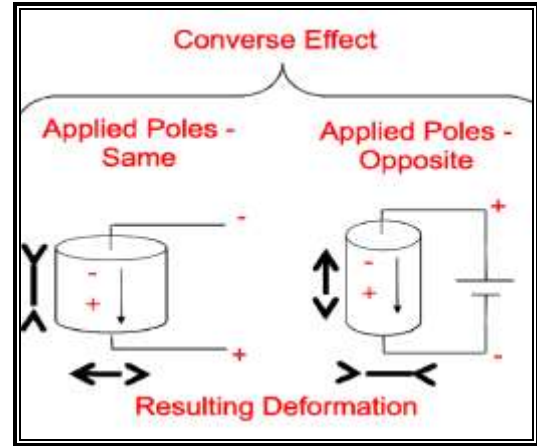 Converse Effect
Applied Poles -
Same
Applied Poles -
Opposite
-
+
-
+
+
-
+
-
Resulting Deformation